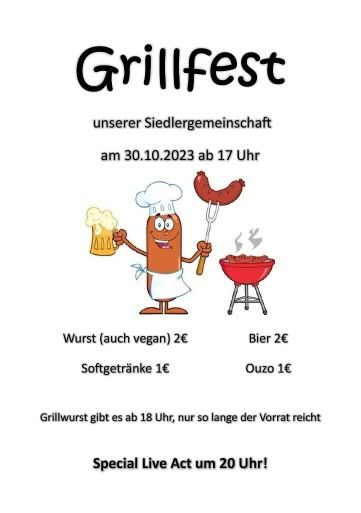 Grillfest
unserer Siedlergemeinschaft
am 30.10.2023 ab 17 Uhr
Wurst (auch vegan) 2€ Bier 2€
Softgetränke 1€ Ouzo 1€
Grillwurst gibt es ab 18 Uhr, nur so lange der Vorrat reicht
Special Live Act um 20 Uhr!